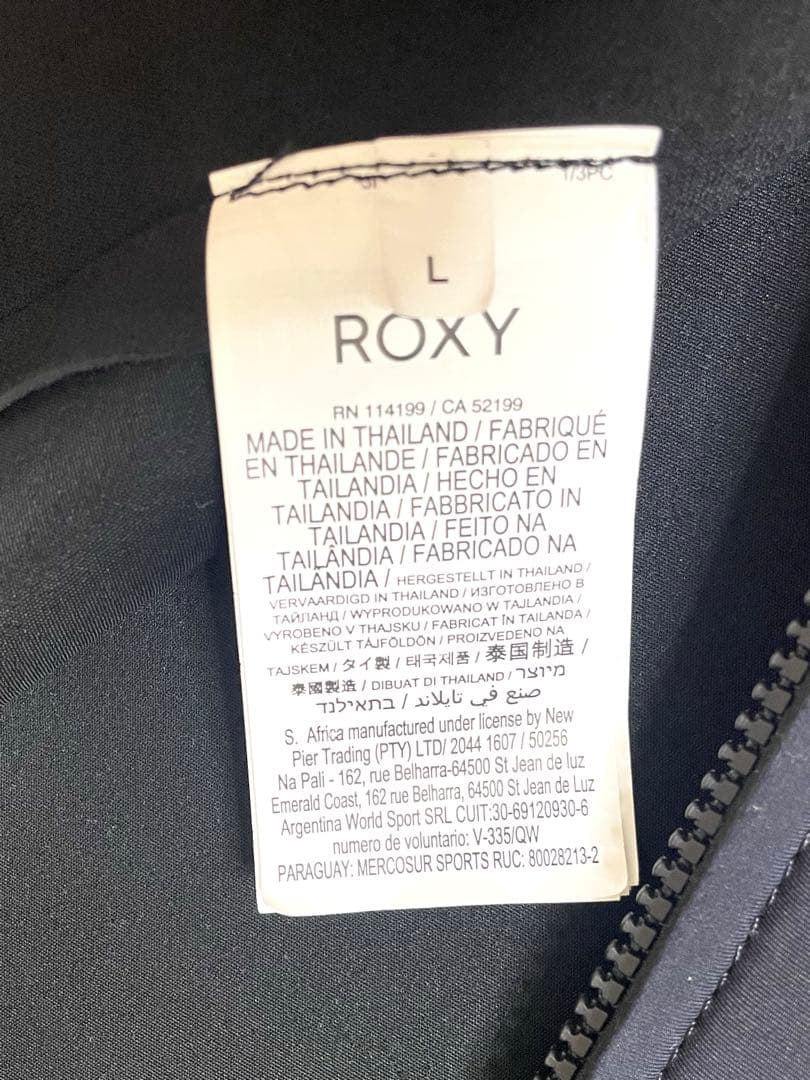 1/3PC
L
ROXY
RN 114199 / CA 52199
MADE IN THAILAND / FABRIQUÉ
EN THAILANDE / FABRICADO EN
TAILANDIA / HECHO EN
TAILANDIA / FABBRICATO IN
TAILANDIA / FEITO NA
TAILÂNDIA / FABRICADO NA
TAILÂNDIA / HERGESTELLT IN THAILAND /
VERVAARDIGD IN THAILAND / ИЗГОТОВЛЕНО В
ТАЙЛАНД / WYPRODUKOWANO W TAJLANDIA /
VYROBENO V THAJSKU / FABRICAT ÎN TAILANDA /
KÉSZÜLT TÁJFÖLDÖN / PROIZVEDENO NA
TAJSKEM / タイ製 / 태국제품 / 泰国制造 /
泰國製造 / DIBUAT DI THAILAND / מיוצר
בתאילנד / صنع في تايلاند
S. Africa manufactured under license by New
Pier Trading (PTY) LTD/ 2044 1607 / 50256
Na Pali - 162, rue Belharra-64500 St Jean de luz
Emerald Coast, 162 rue Belharra, 64500 St Jean de Luz
Argentina World Sport SRL CUIT:30-69120930-6
numero de voluntario: V-335/QW
PARAGUAY: MERCOSUR SPORTS RUC: 80028213-2